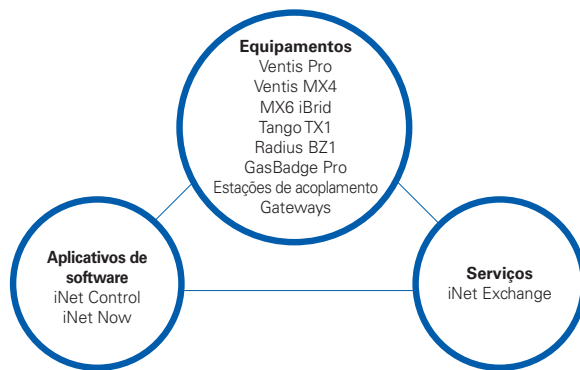 Equipamentos
Ventis Pro
Ventis MX4
MX6 iBrid
Tango TX1
Radius BZ1
GasBadge Pro
Estações de acoplamento
Gateways
Aplicativos de
software
iNet Control
iNet Now
Serviços
iNet Exchange